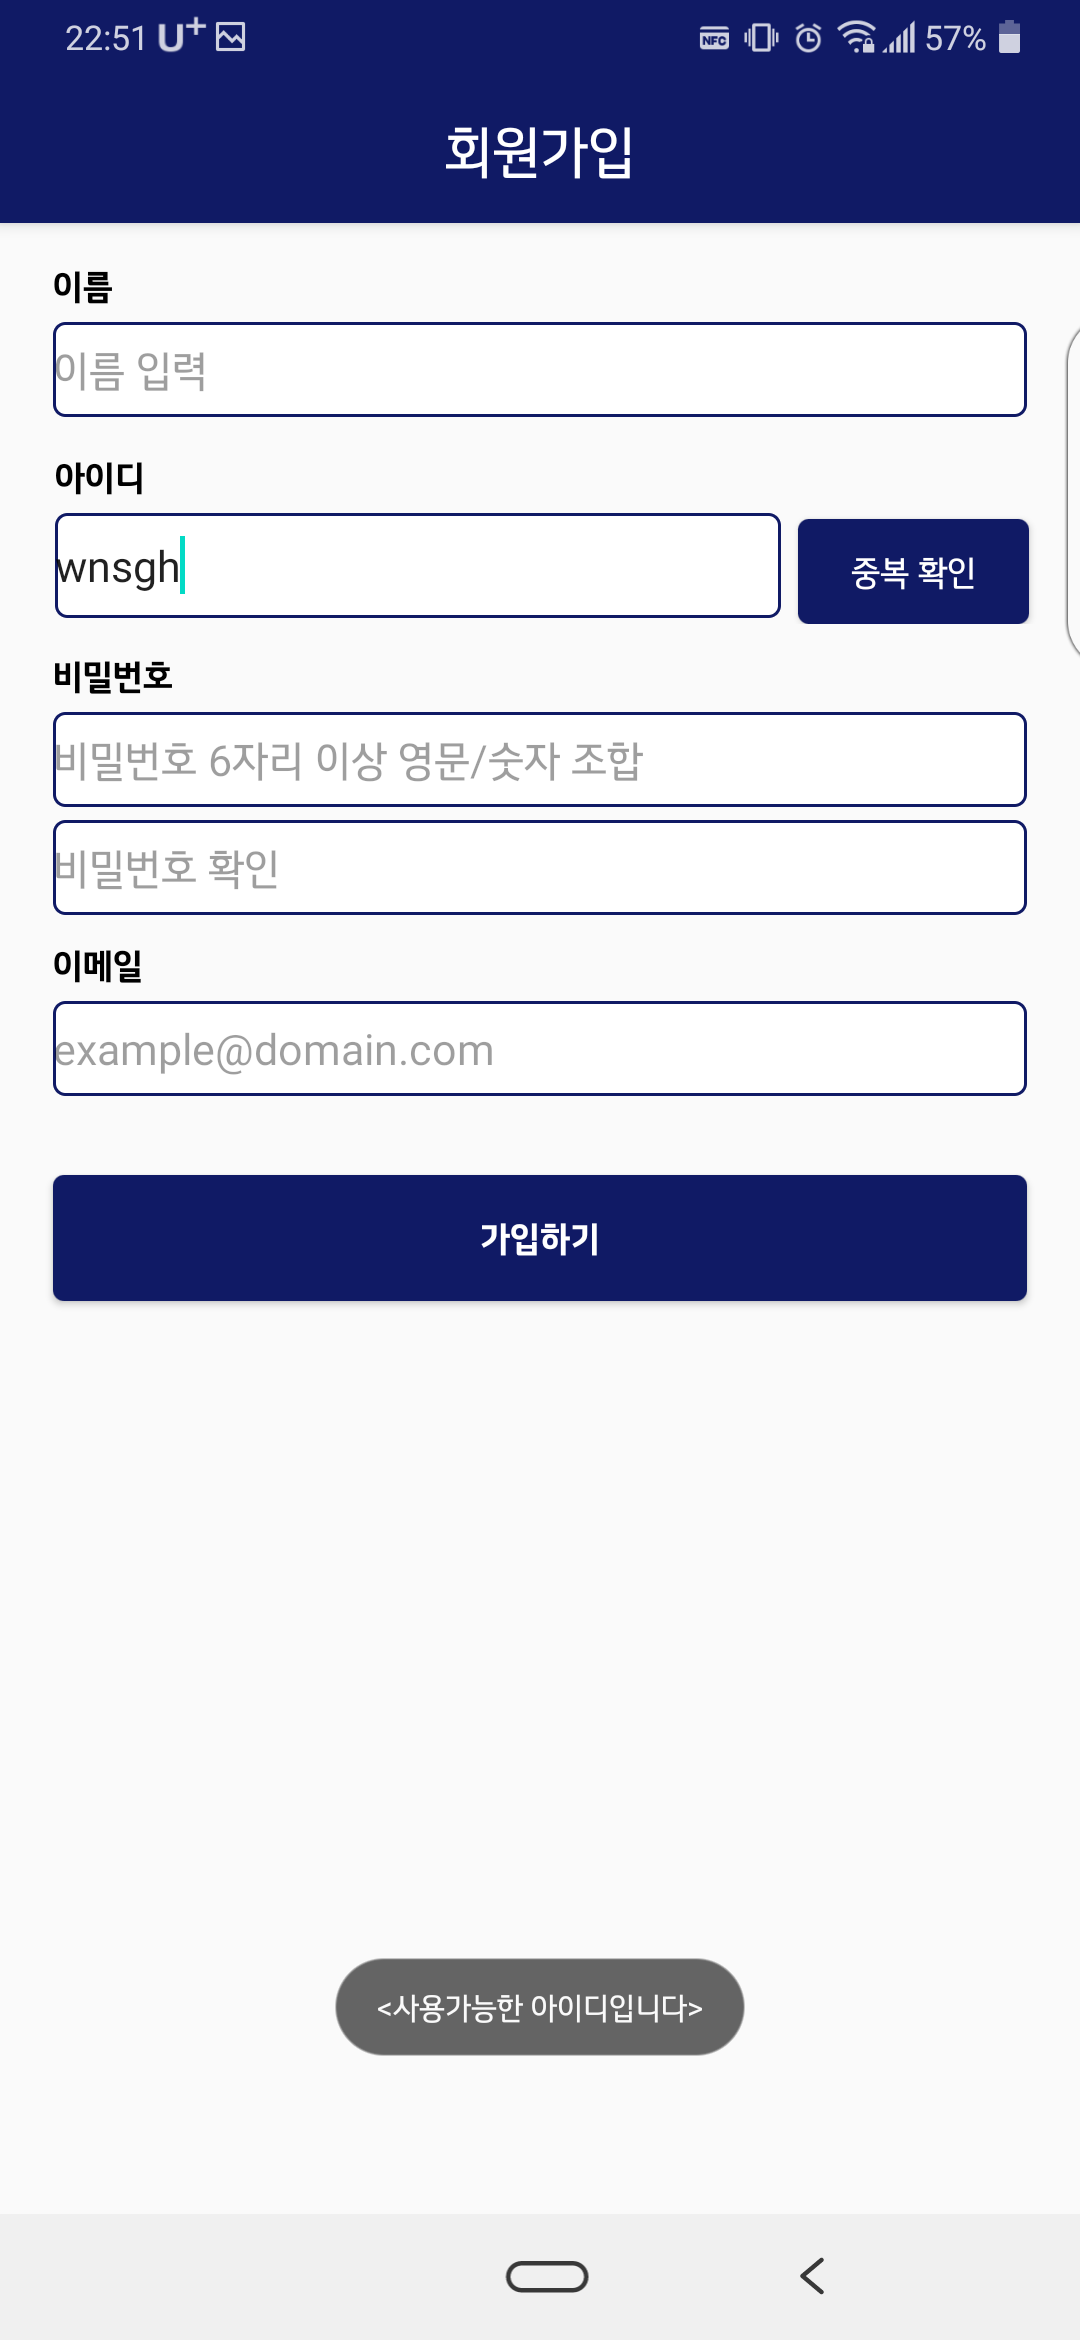 22:51 U+ NFC 57%
회원가입
이름
이름 입력
아이디
wnsgh
중복 확인
비밀번호
비밀번호 6자리 이상 영문/숫자 조합
비밀번호 확인
이메일
example@domain.com
가입하기
<사용가능한 아이디입니다>